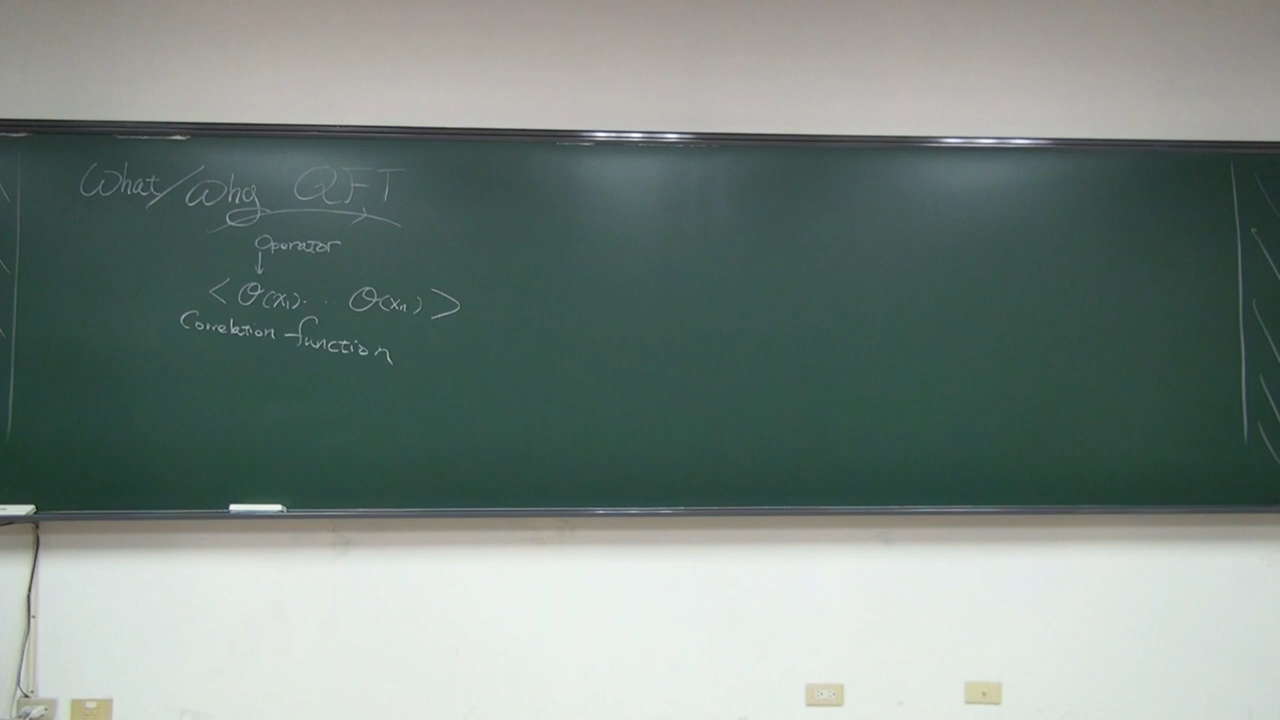 What/Why QFT
Operator
↓
< O(x₁) . . O(xₙ) >
Correlation function